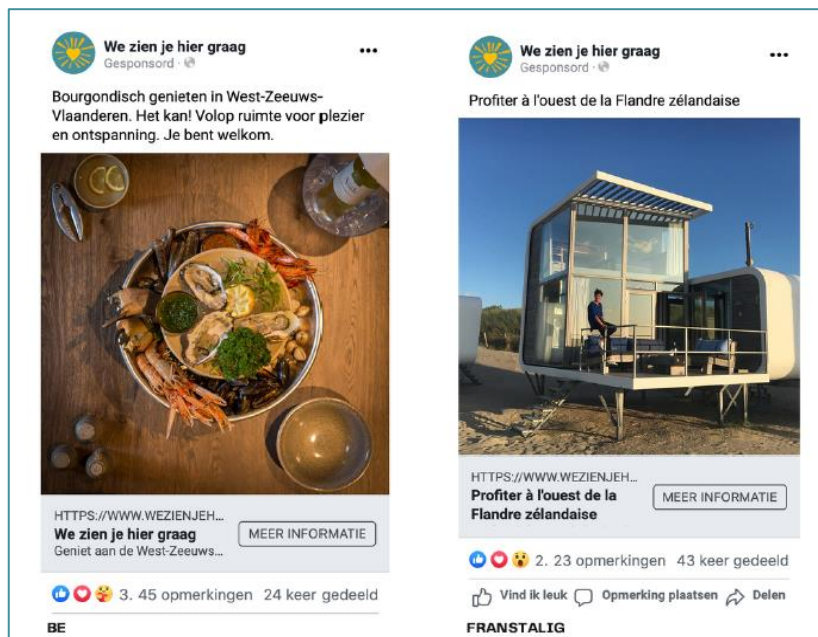 We zien je hier graag
Gesponsord ·
Bourgondisch genieten in West-Zeeuws-
Vlaanderen. Het kan! Volop ruimte voor plezier
en ontspanning. Je bent welkom.
HTTPS://WWW.WEZIENJEH...
We zien je hier graag
Geniet aan de West-Zeeuws...
MEER INFORMATIE
3. 45 opmerkingen 24 keer gedeeld
BE
We zien je hier graag
Gesponsord ·
Profiter à l'ouest de la Flandre zélandaise
HTTPS://WWW.WEZIENJEH...
Profiter à l'ouest de la
Flandre zélandaise
MEER INFORMATIE
2. 23 opmerkingen 43 keer gedeeld
Vind ik leuk Opmerking plaatsen Delen
FRANSTALIG